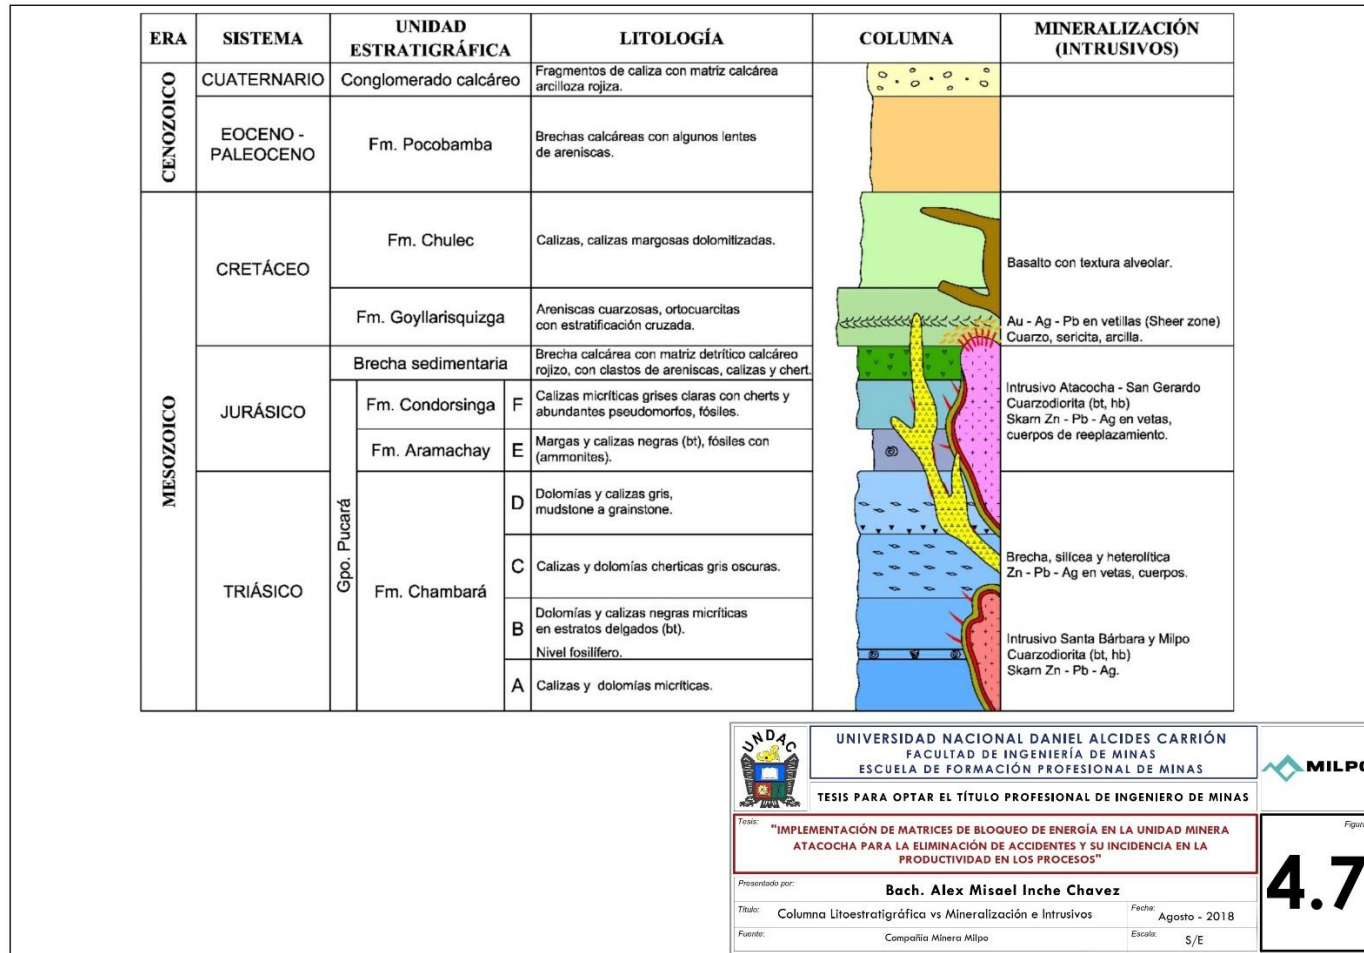 ERA
SISTEMA
UNIDAD
ESTRATIGRÁFICA
LITOLOGÍA
COLUMNA
MINERALIZACIÓN
(INTRUSIVOS)
CENOZOICO
CUATERNARIO
Conglomerado calcáreo
Fragmentos de caliza con matriz calcárea
arcilloza rojiza.
EOCENO -
PALEOCENO
Fm. Pocobamba
Brechas calcáreas con algunos lentes
de areniscas.
MESOZOICO
CRETÁCEO
Fm. Chulec
Calizas, calizas margosas dolomitizadas.
Basalto con textura alveolar.
Fm. Goyllarisquizga
Areniscas cuarzosas, ortocuarcitas
con estratificación cruzada.
Au - Ag - Pb en vetillas (Sheer zone)
Cuarzo, sericita, arcilla.
JURÁSICO
Brecha sedimentaria
Brecha calcárea con matriz detrítico calcáreo
rojizo, con clastos de areniscas, calizas y chert.
Gpo. Pucará
Fm. Condorsinga
F
Calizas micríticas grises claras con cherts y
abundantes pseudomorfos, fósiles.
Intrusivo Atacocha - San Gerardo
Cuarzodiorita (bt, hb)
Skarn Zn - Pb - Ag en vetas,
cuerpos de reeplazamiento.
Fm. Aramachay
E
Margas y calizas negras (bt), fósiles con
(ammonites).
TRIÁSICO
Fm. Chambará
D
Dolomías y calizas gris,
mudstone a grainstone.
C
Calizas y dolomías cherticas gris oscuras.
Brecha, silícea y heterolítica
Zn - Pb - Ag en vetas, cuerpos.
B
Dolomías y calizas negras micríticas
en estratos delgados (bt).
Nivel fosilífero.
Intrusivo Santa Bárbara y Milpo
Cuarzodiorita (bt, hb)
Skarn Zn - Pb - Ag.
A
Calizas y dolomías micríticas.
UNDAC
UNIVERSIDAD NACIONAL DANIEL ALCIDES CARRIÓN
FACULTAD DE INGENIERÍA DE MINAS
ESCUELA DE FORMACIÓN PROFESIONAL DE MINAS
MILPO
TESIS PARA OPTAR EL TÍTULO PROFESIONAL DE INGENIERO DE MINAS
Tesis:
"IMPLEMENTACIÓN DE MATRICES DE BLOQUEO DE ENERGÍA EN LA UNIDAD MINERA
ATACOCHA PARA LA ELIMINACIÓN DE ACCIDENTES Y SU INCIDENCIA EN LA
PRODUCTIVIDAD EN LOS PROCESOS"
Figura
4.7
Presentado por:
Bach. Alex Misael Inche Chavez
Título:
Columna Litoestratigráfica vs Mineralización e Intrusivos
Fecha:
Agosto - 2018
Fuente:
Compañia Minera Milpo
Escala:
S/E